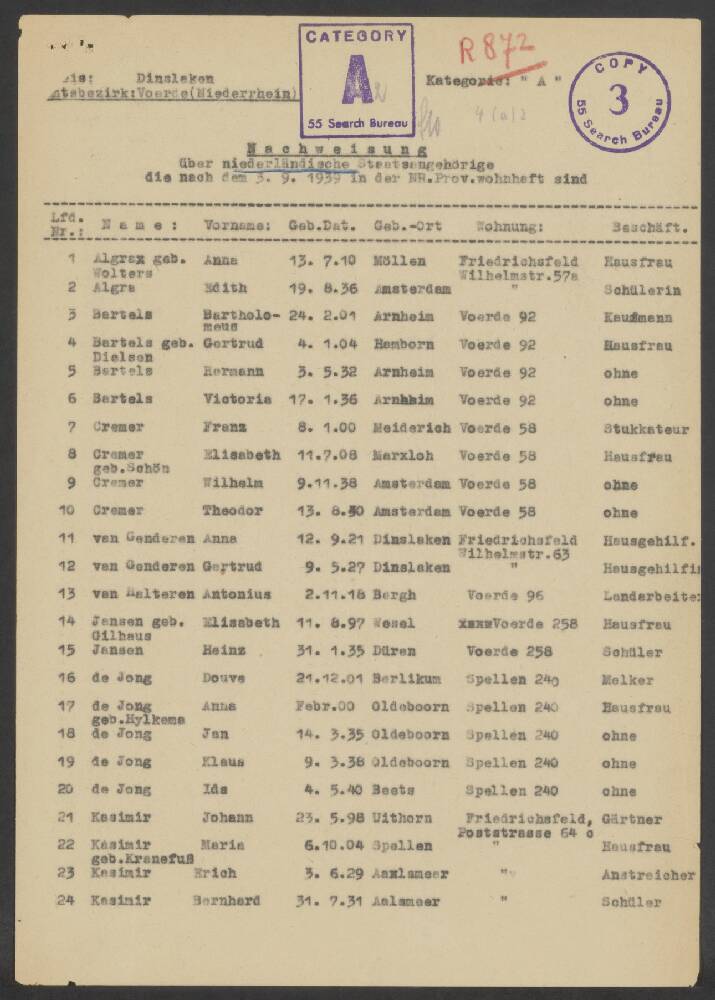 CATEGORY
A
55 Search Bureau
R 872
COPY
3
55 Search Bureau
Dinslaken
Kategorie: " A "
Voerde(Niederrhein)
4(a)2
Nachweisung
über niederländische Staatsangehörige
die nach dem 3. 9. 1939 in der NR.Prov.wohnhaft sind
Lfd. Nr.: Name: Vorname: Geb.Dat. Geb.-Ort Wohnung: Beschäft.
1 Algrax geb. Anna 13. 7.10 Möllen Friedrichsfeld Hausfrau
Wolters Wilhelmstr.57a
2 Algra Edith 19. 8.36 Amsterdam " Schülerin
3 Bartels Bartholo- 24. 2.01 Arnheim Voerde 92 Kaufmann
meus
4 Bartels geb. Gertrud 4. 1.04 Hamborn Voerde 92 Hausfrau
Dielsen
5 Bartels Hermann 3. 5.32 Arnheim Voerde 92 ohne
6 Bartels Victoria 17. 1.36 Arnheim Voerde 92 ohne
7 Cremer Franz 8. 1.00 Meiderich Voerde 58 Stukkateur
8 Cremer Elisabeth 11.7.08 Marxloh Voerde 58 Hausfrau
geb.Schön
9 Cremer Wilhelm 9.11.38 Amsterdam Voerde 58 ohne
10 Cremer Theodor 13. 8.40 Amsterdam Voerde 58 ohne
11 van Genderen Anna 12. 9.21 Dinslaken Friedrichsfeld Hausgehilf.
Wilhelmstr.63
12 van Genderen Gertrud 9. 5.27 Dinslaken " Hausgehilfin
13 van Halteren Antonius 2.11.18 Bergh Voerde 96 Landarbeiter
14 Jansen geb. Elisabeth 11. 8.97 Wesel xxxxVoerde 258 Hausfrau
Gilhaus
15 Jansen Heinz 31. 1.35 Düren Voerde 258 Schüler
16 de Jong Douve 21.12.01 Berlikum Spellen 240 Melker
17 de Jong Anna Febr.00 Oldeboorn Spellen 240 Hausfrau
geb.Hylkema
18 de Jong Jan 14. 3.35 Oldeboorn Spellen 240 ohne
19 de Jong Klaus 9. 3.38 Oldeboorn Spellen 240 ohne
20 de Jong Ida 4. 5.40 Beets Spellen 240 ohne
21 Kasimir Johann 23. 5.98 Uithorn Friedrichsfeld, Gärtner
Poststrasse 64 c
22 Kasimir Maria 6.10.04 Spellen " Hausfrau
geb.Kranefuß
23 Kasimir Erich 3. 6.29 Aaxlsmeer " Anstreicher
24 Kasimir Bernhard 31. 7.31 Aalsmeer " Schüler